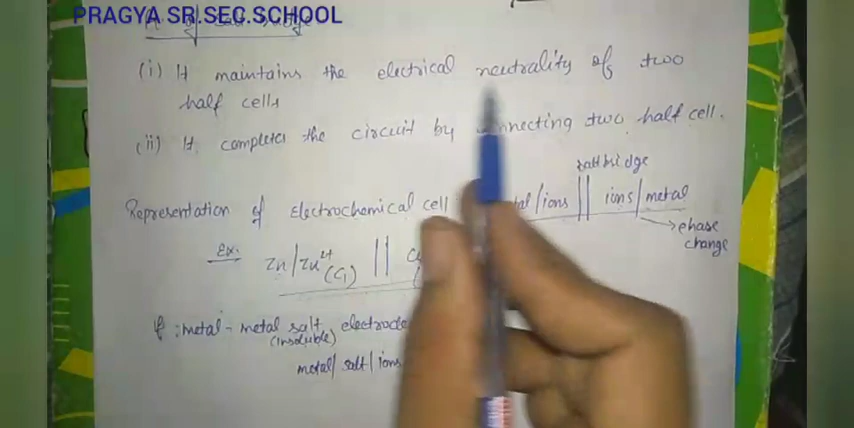 PRAGYA SR.SEC.SCHOOL
(i) It maintains the electrical neutrality of two
half cells
(ii) It completes the circuit by connecting two half cell.
salt bridge
Representation of electrochemical cell metal/ions || ions/metal
phase
change
Ex. Zn/Zn2+ (C1) ||
If : metal - metal salt electrode
(insoluble)
metal/salt/ions